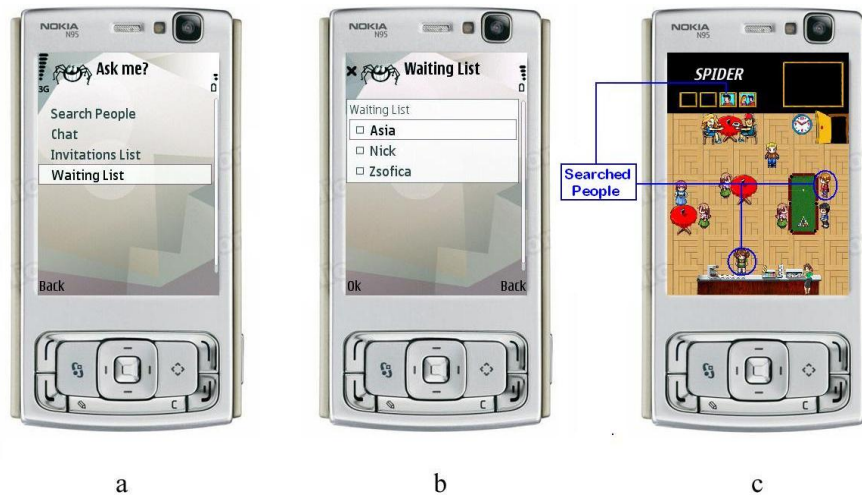 NOKIA
N95
3G
Ask me?
Search People
Chat
Invitations List
Waiting List
Back
C
NOKIA
N95
Waiting List
Waiting List
Asia
Nick
Zsofica
Ok
Back
C
NOKIA
N95
SPIDER
Searched
People
C
a
b
c